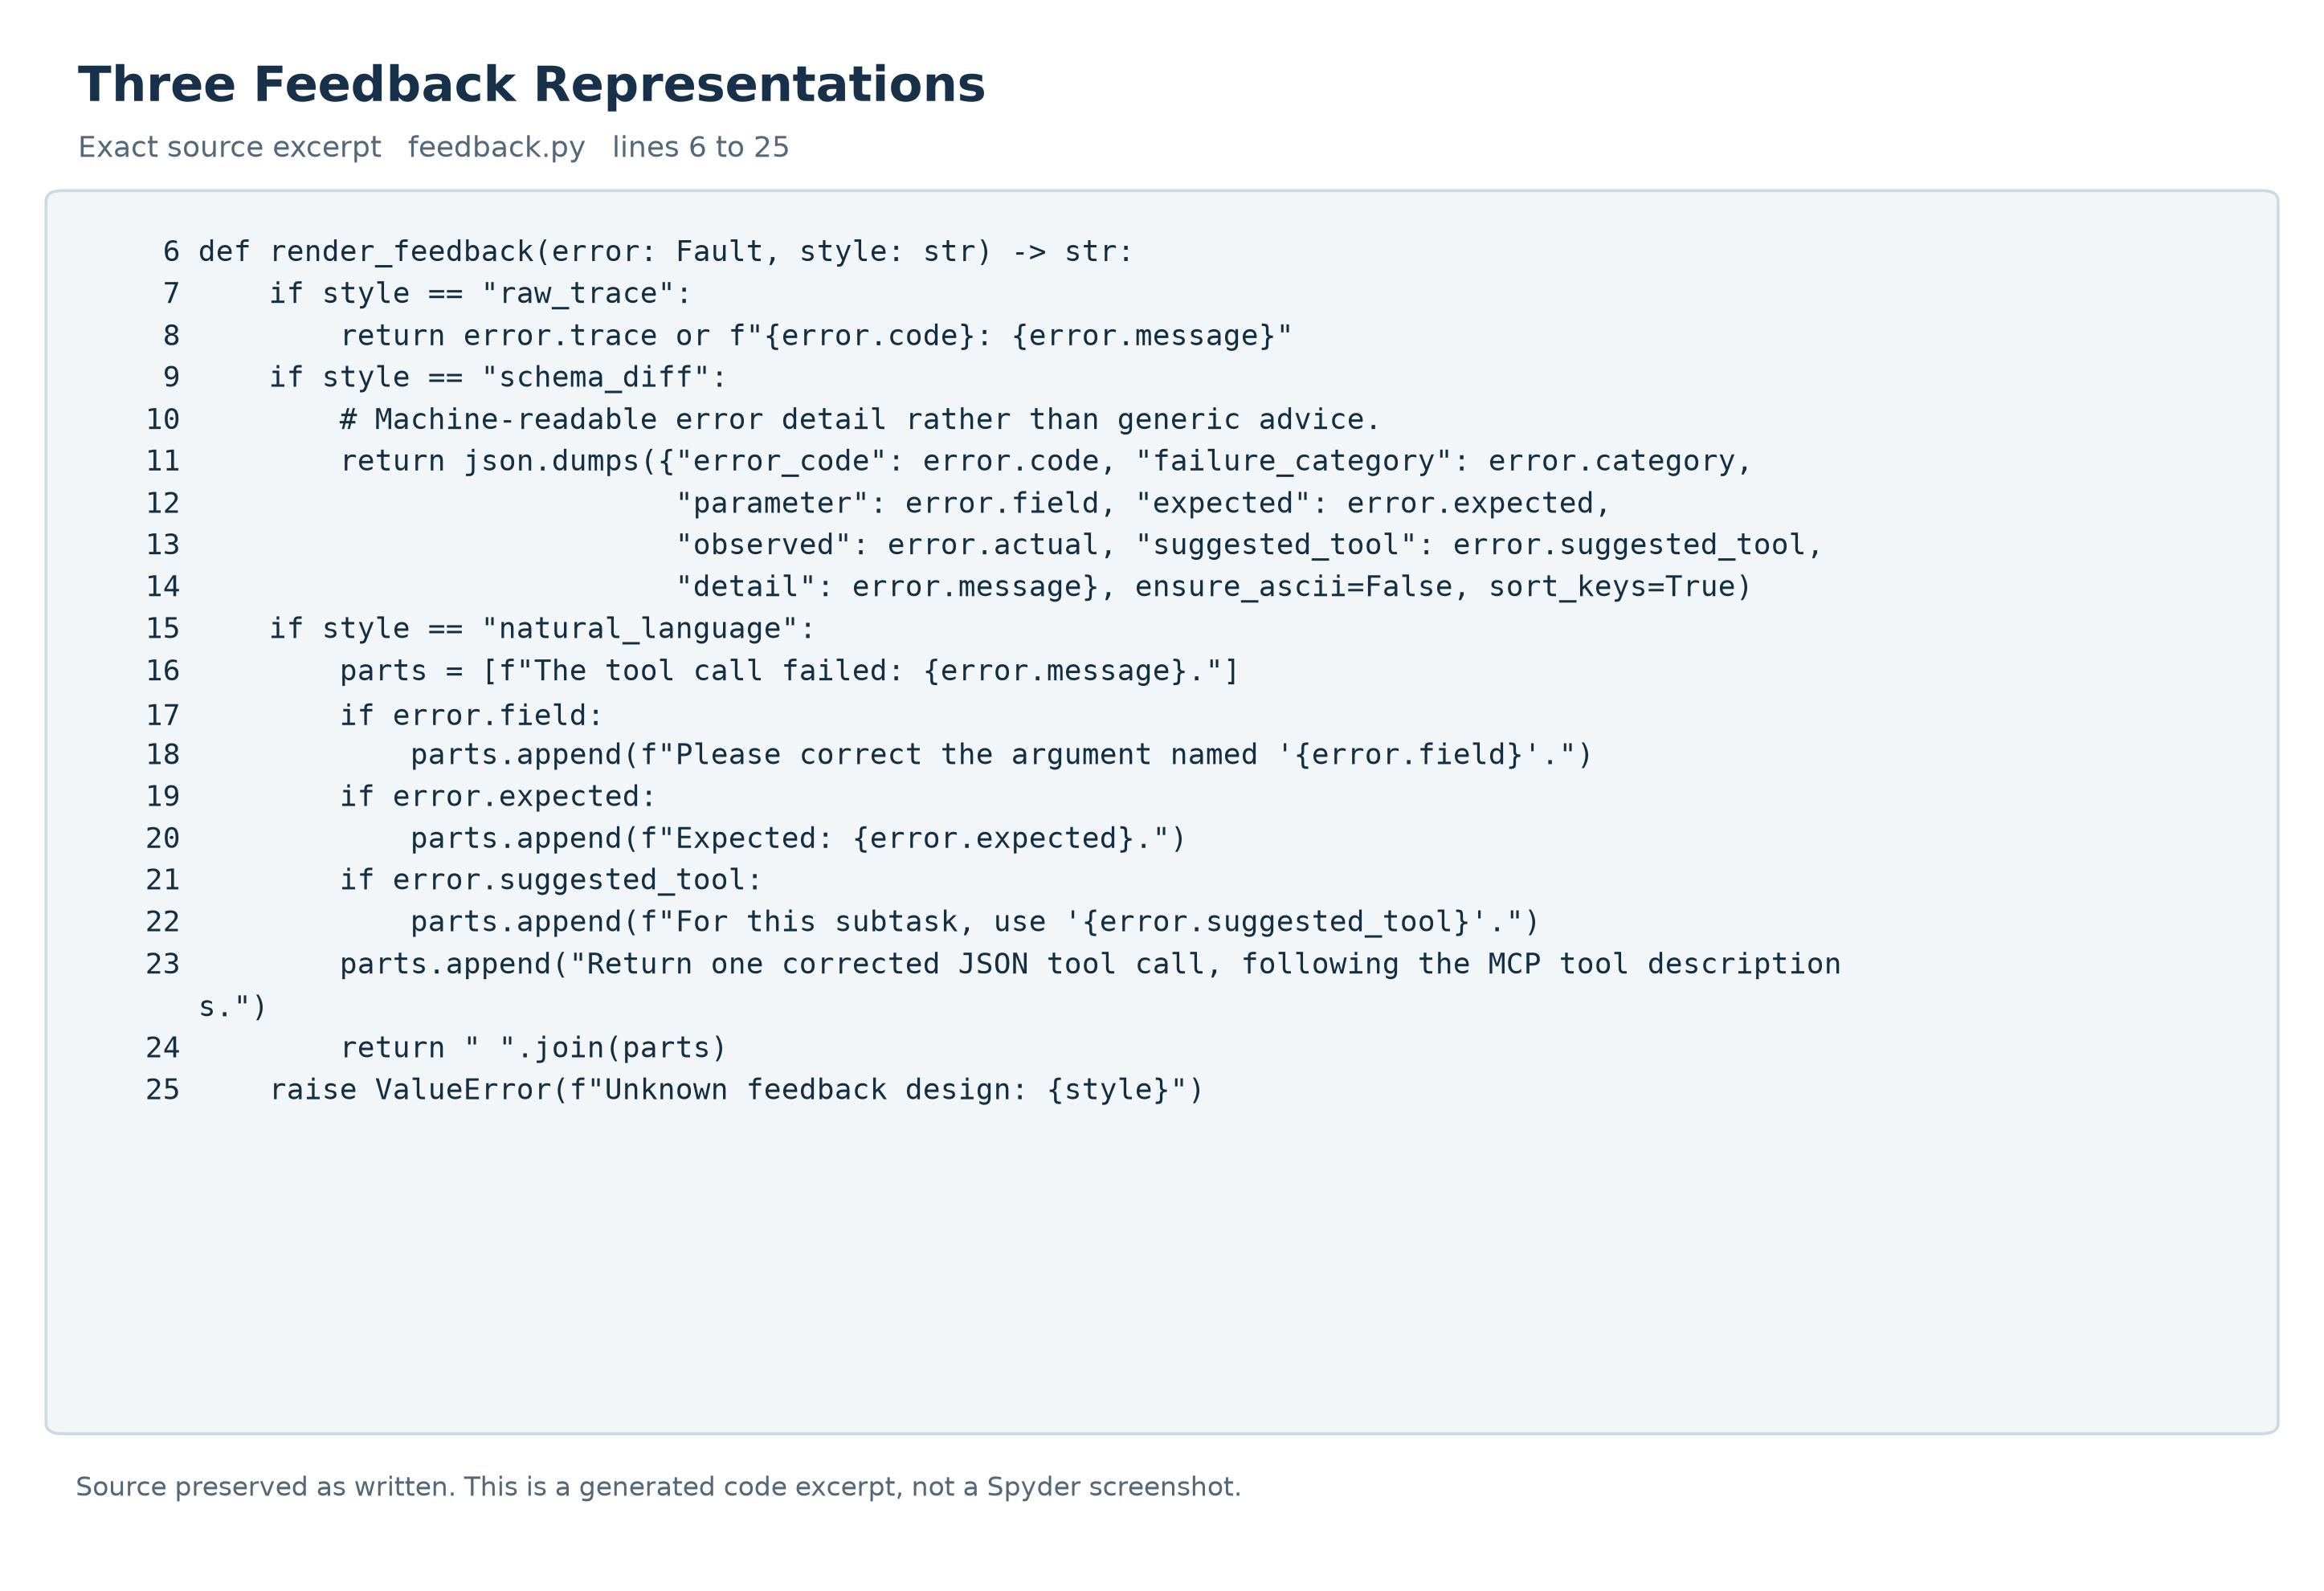 Three Feedback Representations
Exact source excerpt   feedback.py   lines 6 to 25
 6 def render_feedback(error: Fault, style: str) -> str:
 7     if style == "raw_trace":
 8         return error.trace or f"{error.code}: {error.message}"
 9     if style == "schema_diff":
10         # Machine-readable error detail rather than generic advice.
11         return json.dumps({"error_code": error.code, "failure_category": error.category,
12                            "parameter": error.field, "expected": error.expected,
13                            "observed": error.actual, "suggested_tool": error.suggested_tool,
14                            "detail": error.message}, ensure_ascii=False, sort_keys=True)
15     if style == "natural_language":
16         parts = [f"The tool call failed: {error.message}."]
17         if error.field:
18             parts.append(f"Please correct the argument named '{error.field}'.")
19         if error.expected:
20             parts.append(f"Expected: {error.expected}.")
21         if error.suggested_tool:
22             parts.append(f"For this subtask, use '{error.suggested_tool}'.")
23         parts.append("Return one corrected JSON tool call, following the MCP tool description
   s.")
24         return " ".join(parts)
25     raise ValueError(f"Unknown feedback design: {style}")
Source preserved as written. This is a generated code excerpt, not a Spyder screenshot.